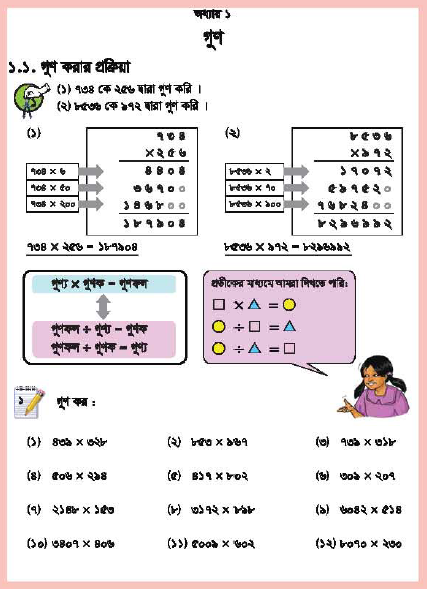 অধ্যায় ১
গুণ
১.১. গুণ করার প্রক্রিয়া
(১) ৭৩৪ কে ২৫৬ দ্বারা গুণ করি ।
(২) ৮৫৩৬ কে ৯৭২ দ্বারা গুণ করি ।
(১)
৭৩৪
×২৫৬
৭৩৪ × ৬ ৪৪০৪
৭৩৪ × ৫০ ৩৬৭০০
৭৩৪ × ২০০ ১৪৬৮০০
১৮৭৯০৪
৭৩৪ × ২৫৬ = ১৮৭৯০৪
(২)
৮৫৩৬
×৯৭২
৮৫৩৬ × ২ ১৭০৭২
৮৫৩৬ × ৭০ ৫৯৭৫২০
৮৫৩৬ × ৯০০ ৭৬৮২৪০০
৮২৯৬৯৯২
৮৫৩৬ × ৯৭২ = ৮২৯৬৯৯২
গুণ্য × গুণক = গুণফল
গুণফল ÷ গুণ্য = গুণক
গুণফল ÷ গুণক = গুণ্য
প্রতীকের মাধ্যমে আমরা লিখতে পারি:
□ × △ = ○
○ ÷ □ = △
○ ÷ △ = □
১ গুণ কর :
(১) ৪৩৯ × ৩২৮ (২) ৮৫৩ × ৯৬৭ (৩) ৭৩৯ × ৩১৮
(৪) ৫০৬ × ২৯৪ (৫) ৪১৭ × ৮০২ (৬) ৩০৯ × ২০৭
(৭) ২১৪৮ × ১৫৩ (৮) ৩১৭২ × ৮৯৮ (৯) ৬০৪২ × ৫১৪
(১০) ৩৪০৭ × ৪০৬ (১১) ৫০০৯ × ৬০২ (১২) ৮০৭০ × ২৩০